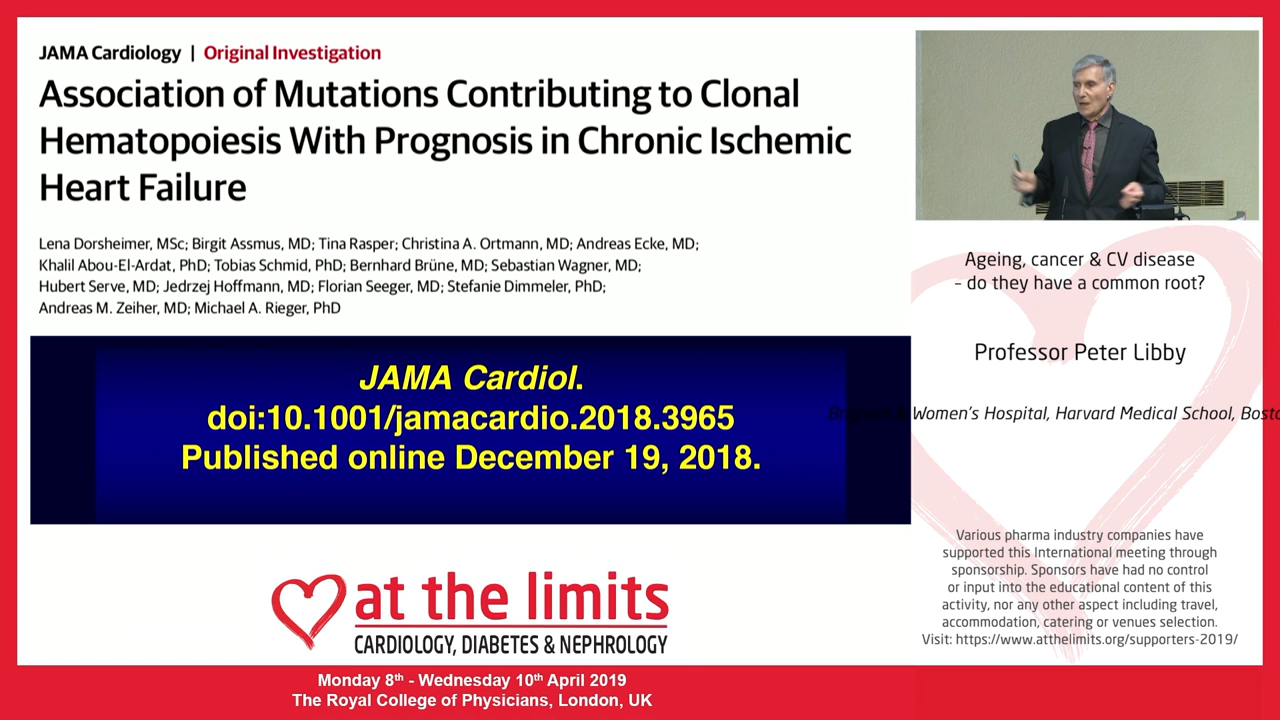 JAMA Cardiology | Original Investigation
Association of Mutations Contributing to Clonal
Hematopoiesis With Prognosis in Chronic Ischemic
Heart Failure
Lena Dorsheimer, MSc; Birgit Assmus, MD; Tina Rasper; Christina A. Ortmann, MD; Andreas Ecke, MD;
Khalil Abou-El-Ardat, PhD; Tobias Schmid, PhD; Bernhard Brüne, MD; Sebastian Wagner, MD;
Hubert Serve, MD; Jedrzej Hoffmann, MD; Florian Seeger, MD; Stefanie Dimmeler, PhD;
Andreas M. Zeiher, MD; Michael A. Rieger, PhD
JAMA Cardiol.
doi:10.1001/jamacardio.2018.3965
Published online December 19, 2018.
at the limits
CARDIOLOGY, DIABETES & NEPHROLOGY
Monday 8th - Wednesday 10th April 2019
The Royal College of Physicians, London, UK
Ageing, cancer & CV disease
– do they have a common root?
Professor Peter Libby
Women's Hospital, Harvard Medical School,
Various pharma industry companies have
supported this International meeting through
sponsorship. Sponsors have had no control
or input into the educational content of this
activity, nor any other aspect including travel,
accommodation, catering or venues selection.
Visit: https://www.atthelimits.org/supporters-2019/